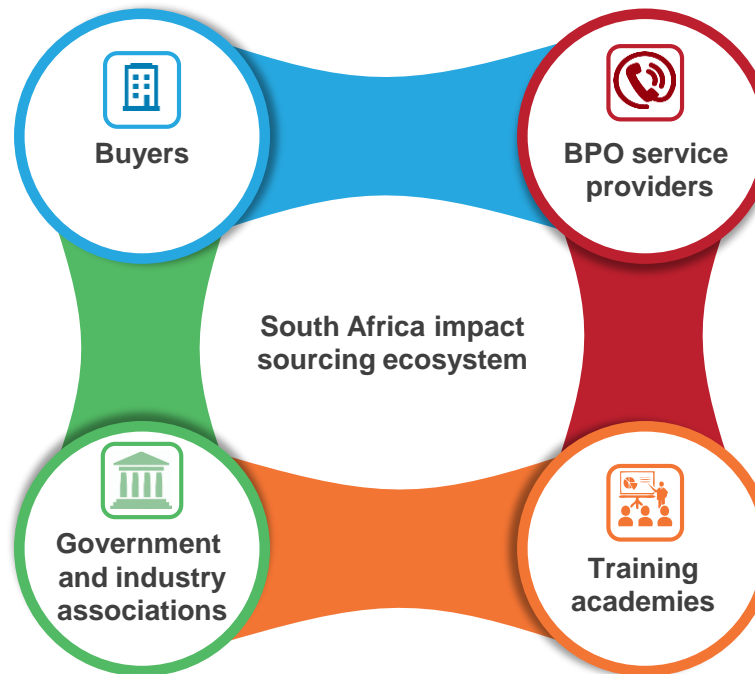 Buyers
BPO service
providers
South Africa impact
sourcing ecosystem
Government
and industry
associations
Training
academies